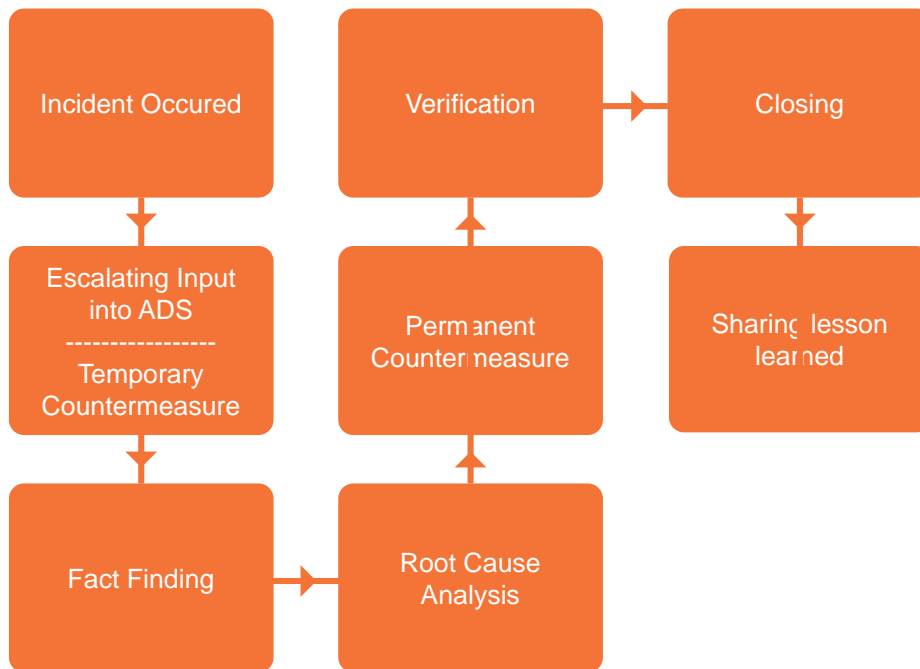 Incident Occured
Escalating Input
into ADS
-----------------
Temporary
Countermeasure
Fact Finding
Root Cause
Analysis
Permanent
Countermeasure
Verification
Closing
Sharing lesson
learned